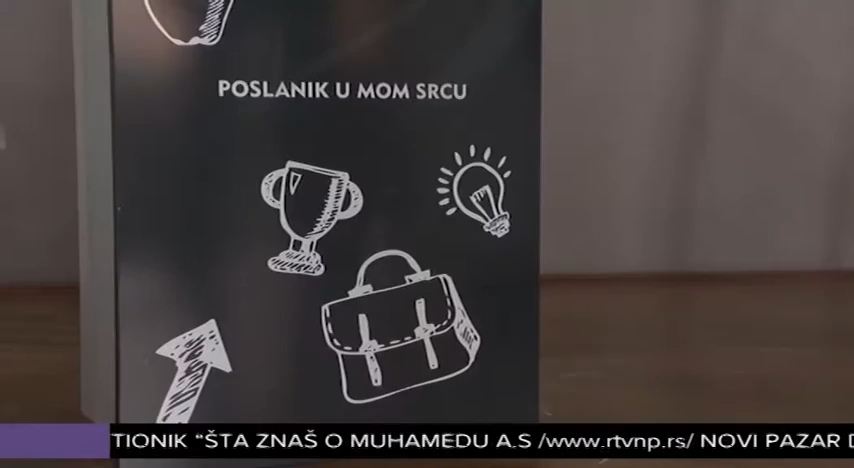 POSLANIK U MOM SRCU
TIONIK “ŠTA ZNAŠ O MUHAMEDU A.S /www.rtvnp.rs/ NOVI PAZAR